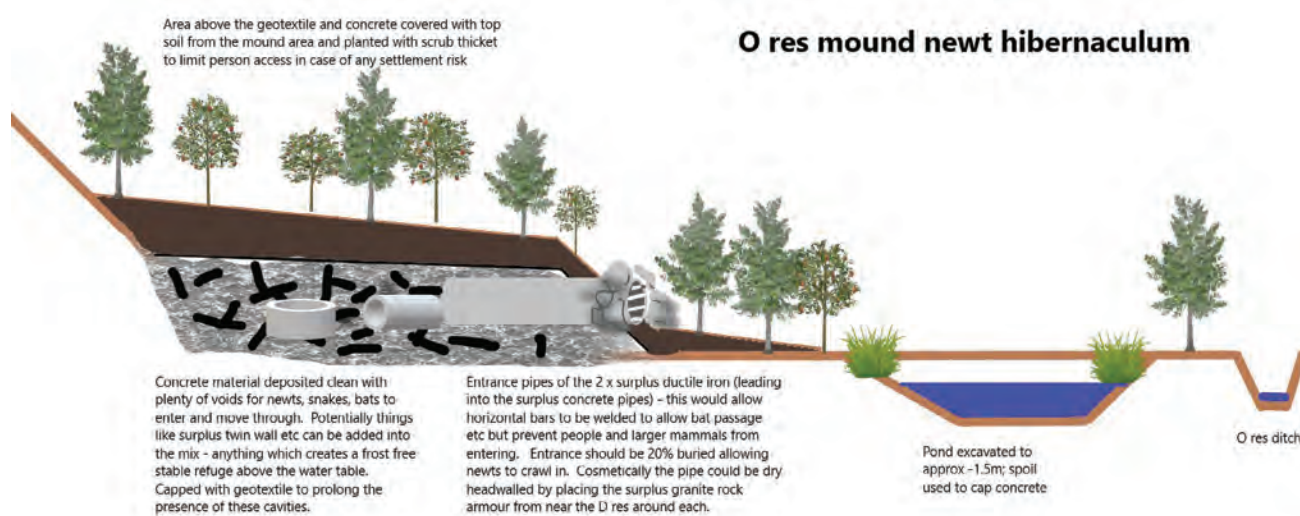 Area above the geotextile and concrete covered with top
soil from the mound area and planted with scrub thicket
to limit person access in case of any settlement risk
O res mound newt hibernaculum
Concrete material deposited clean with
plenty of voids for newts, snakes, bats to
enter and move through. Potentially things
like surplus twin wall etc can be added into
the mix - anything which creates a frost free
stable refuge above the water table.
Capped with geotextile to prolong the
presence of these cavities.
Entrance pipes of the 2 x surplus ductile iron (leading
into the surplus concrete pipes) – this would allow
horizontal bars to be welded to allow bat passage
etc but prevent people and larger mammals from
entering. Entrance should be 20% buried allowing
newts to crawl in. Cosmetically the pipe could be dry
headwalled by placing the surplus granite rock
armour from near the D res around each.
Pond excavated to
approx -1.5m; spoil
used to cap concrete
O res ditch